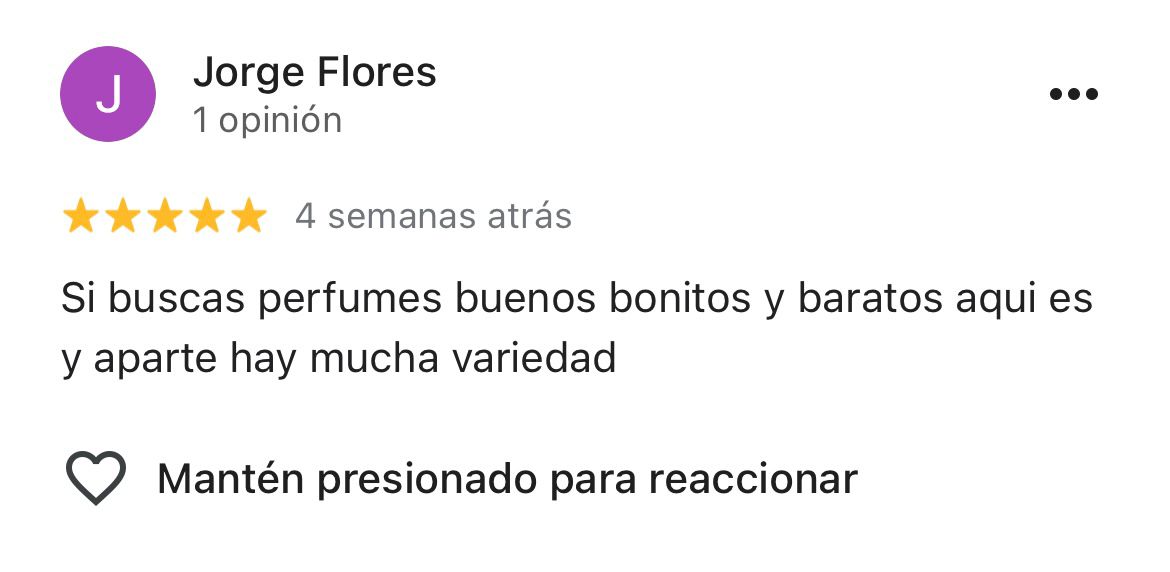 J
Jorge Flores
1 opinión
4 semanas atrás
Si buscas perfumes buenos bonitos y baratos aqui es
y aparte hay mucha variedad
Mantén presionado para reaccionar